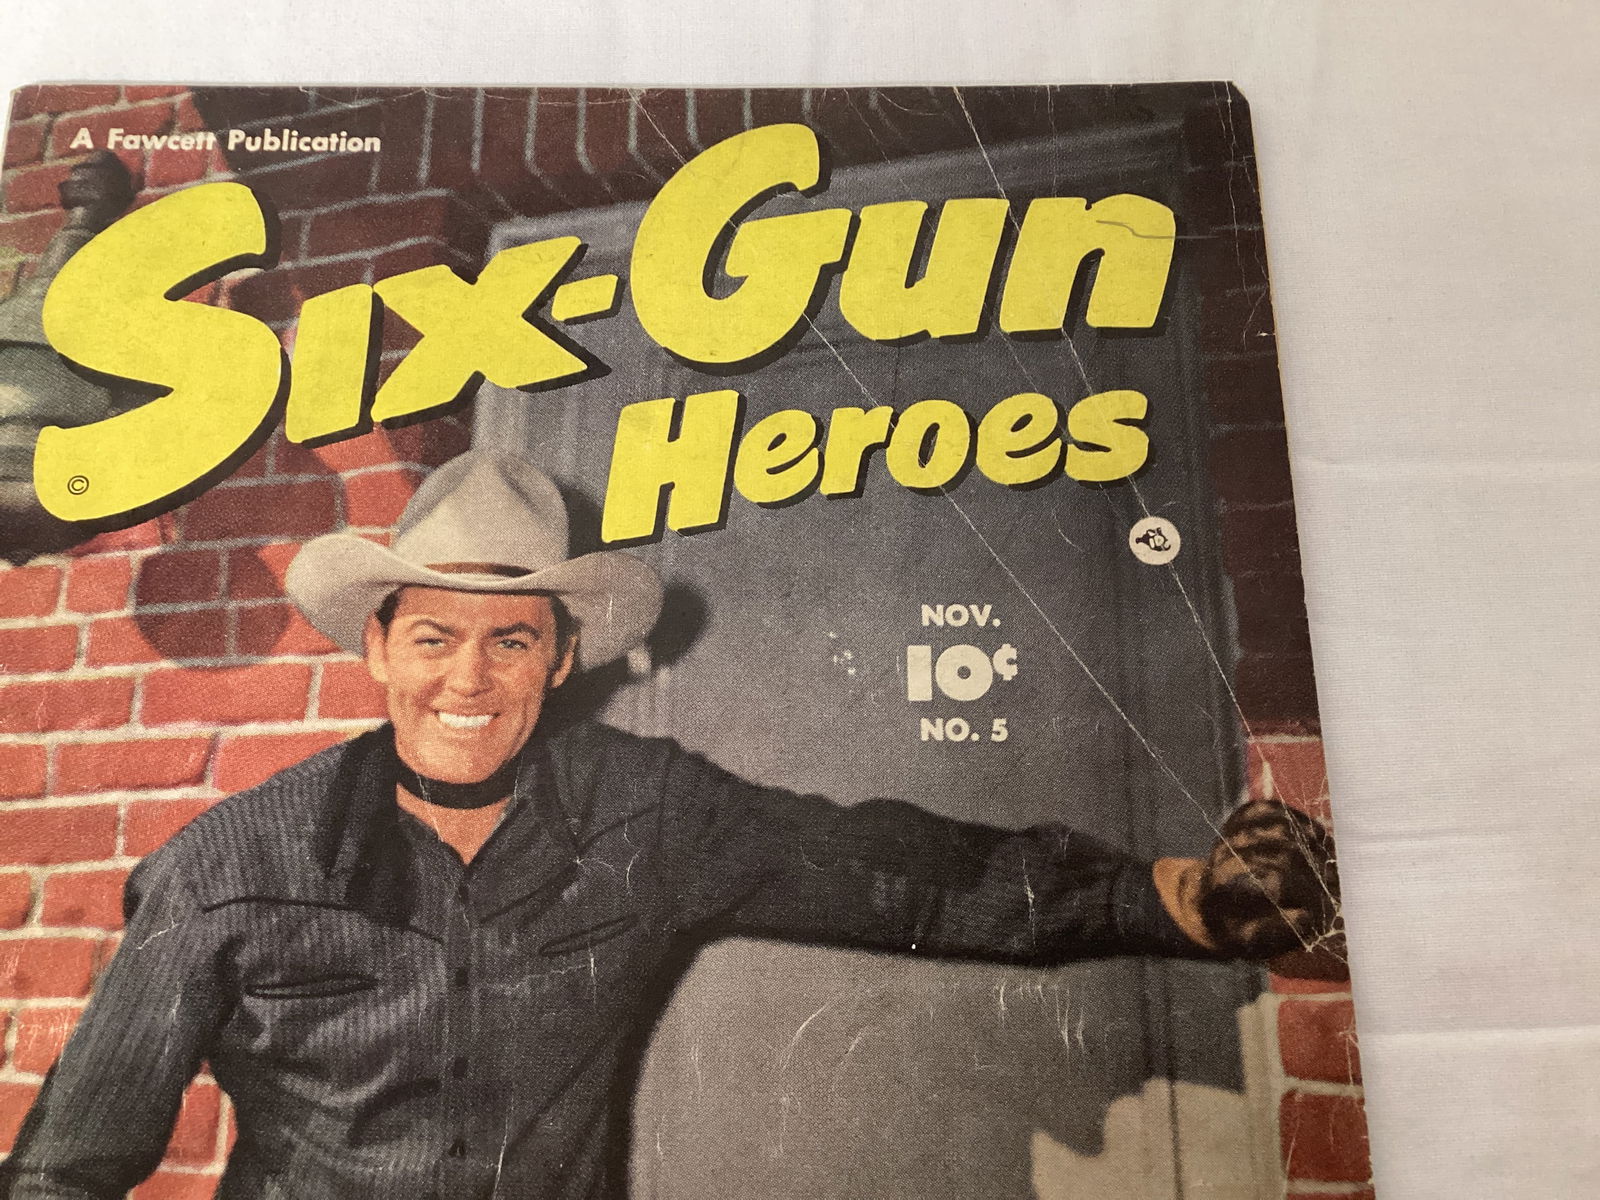 A Fawcett Publication
Six-Gun
Heroes
©
NOV.
10¢
NO. 5